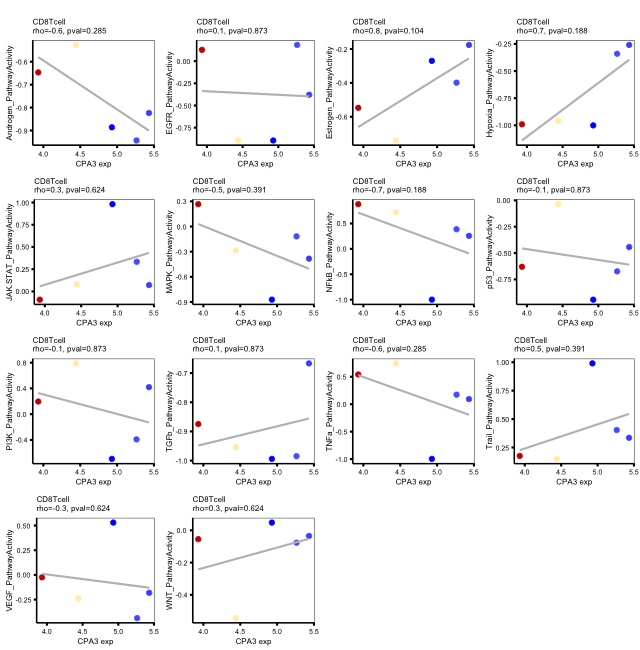 CD8Tcell
rho=-0.6, pval=0.285
Androgen_PathwayActivity
-0.6
-0.7
-0.8
-0.9
4.0
4.5
5.0
5.5
CPA3 exp
CD8Tcell
rho=0.1, pval=0.873
EGFR_PathwayActivity
0.00
-0.25
-0.50
-0.75
4.0
4.5
5.0
5.5
CPA3 exp
CD8Tcell
rho=0.8, pval=0.104
Estrogen_PathwayActivity
-0.2
-0.4
-0.6
4.0
4.5
5.0
5.5
CPA3 exp
CD8Tcell
rho=0.7, pval=0.188
Hypoxia_PathwayActivity
-0.25
-0.50
-0.75
-1.00
4.0
4.5
5.0
5.5
CPA3 exp
CD8Tcell
rho=0.3, pval=0.624
JAK-STAT_PathwayActivity
1.00
0.75
0.50
0.25
0.00
4.0
4.5
5.0
5.5
CPA3 exp
CD8Tcell
rho=-0.5, pval=0.391
MAPK_PathwayActivity
0.3
0.0
-0.3
-0.6
-0.9
4.0
4.5
5.0
5.5
CPA3 exp
CD8Tcell
rho=-0.7, pval=0.188
NFkB_PathwayActivity
0.5
0.0
-0.5
-1.0
4.0
4.5
5.0
5.5
CPA3 exp
CD8Tcell
rho=-0.1, pval=0.873
p53_PathwayActivity
0.00
-0.25
-0.50
-0.75
4.0
4.5
5.0
5.5
CPA3 exp
CD8Tcell
rho=-0.1, pval=0.873
PI3K_PathwayActivity
0.8
0.4
0.0
-0.4
4.0
4.5
5.0
5.5
CPA3 exp
CD8Tcell
rho=0.1, pval=0.873
TGFb_PathwayActivity
-0.7
-0.8
-0.9
-1.0
4.0
4.5
5.0
5.5
CPA3 exp
CD8Tcell
rho=-0.6, pval=0.285
TNFa_PathwayActivity
0.5
0.0
-0.5
-1.0
4.0
4.5
5.0
5.5
CPA3 exp
CD8Tcell
rho=0.5, pval=0.391
Trail_PathwayActivity
1.00
0.75
0.50
0.25
4.0
4.5
5.0
5.5
CPA3 exp
CD8Tcell
rho=-0.3, pval=0.624
VEGF_PathwayActivity
0.50
0.25
0.00
-0.25
4.0
4.5
5.0
5.5
CPA3 exp
CD8Tcell
rho=0.3, pval=0.624
WNT_PathwayActivity
0.0
-0.2
-0.4
4.0
4.5
5.0
5.5
CPA3 exp